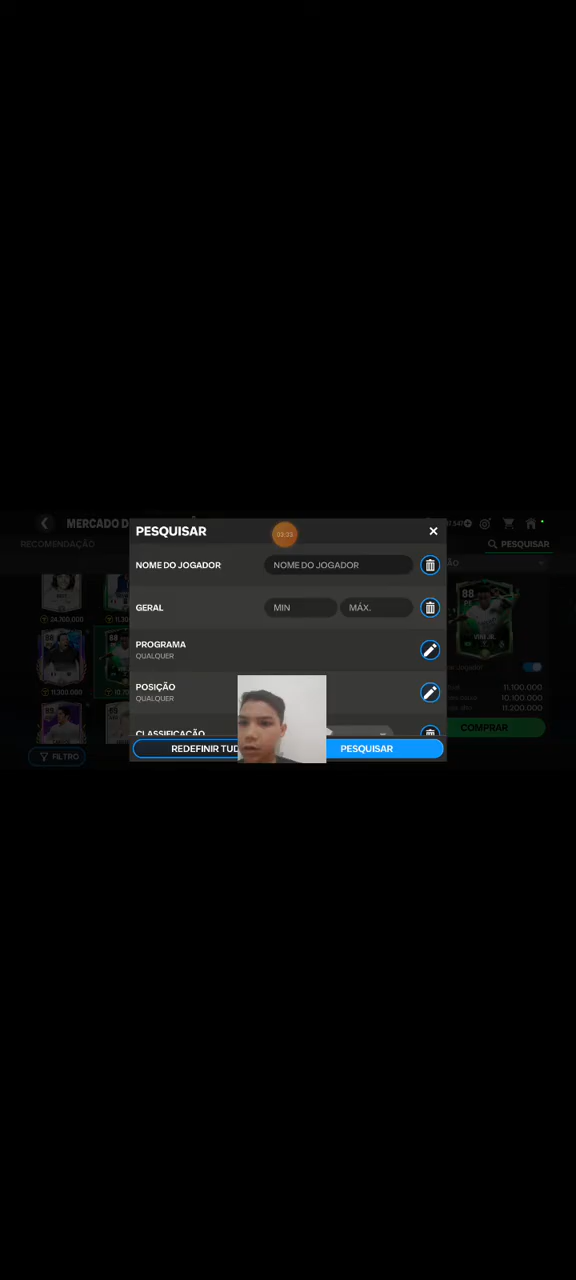 MERCADO D
RECOMENDAÇÃO
PESQUISAR
03:33
PESQUISAR
NOME DO JOGADOR
NOME DO JOGADOR
GERAL
MIN
MÁX.
PROGRAMA
QUALQUER
POSIÇÃO
QUALQUER
CLASSIFICAÇÃO
REDEFINIR TUD
PESQUISAR
24.100.000
11.300.000
FILTRO
88
VINI JR.
11.100.000
10.100.000
11.200.000
COMPRAR